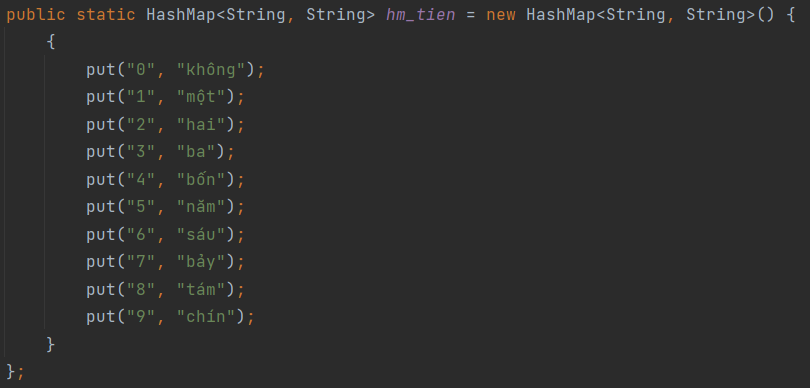 public static HashMap<String, String> hm_tien = new HashMap<String, String>() {
{
put("0", "không");
put("1", "một");
put("2", "hai");
put("3", "ba");
put("4", "bốn");
put("5", "năm");
put("6", "sáu");
put("7", "bảy");
put("8", "tám");
put("9", "chín");
}
};